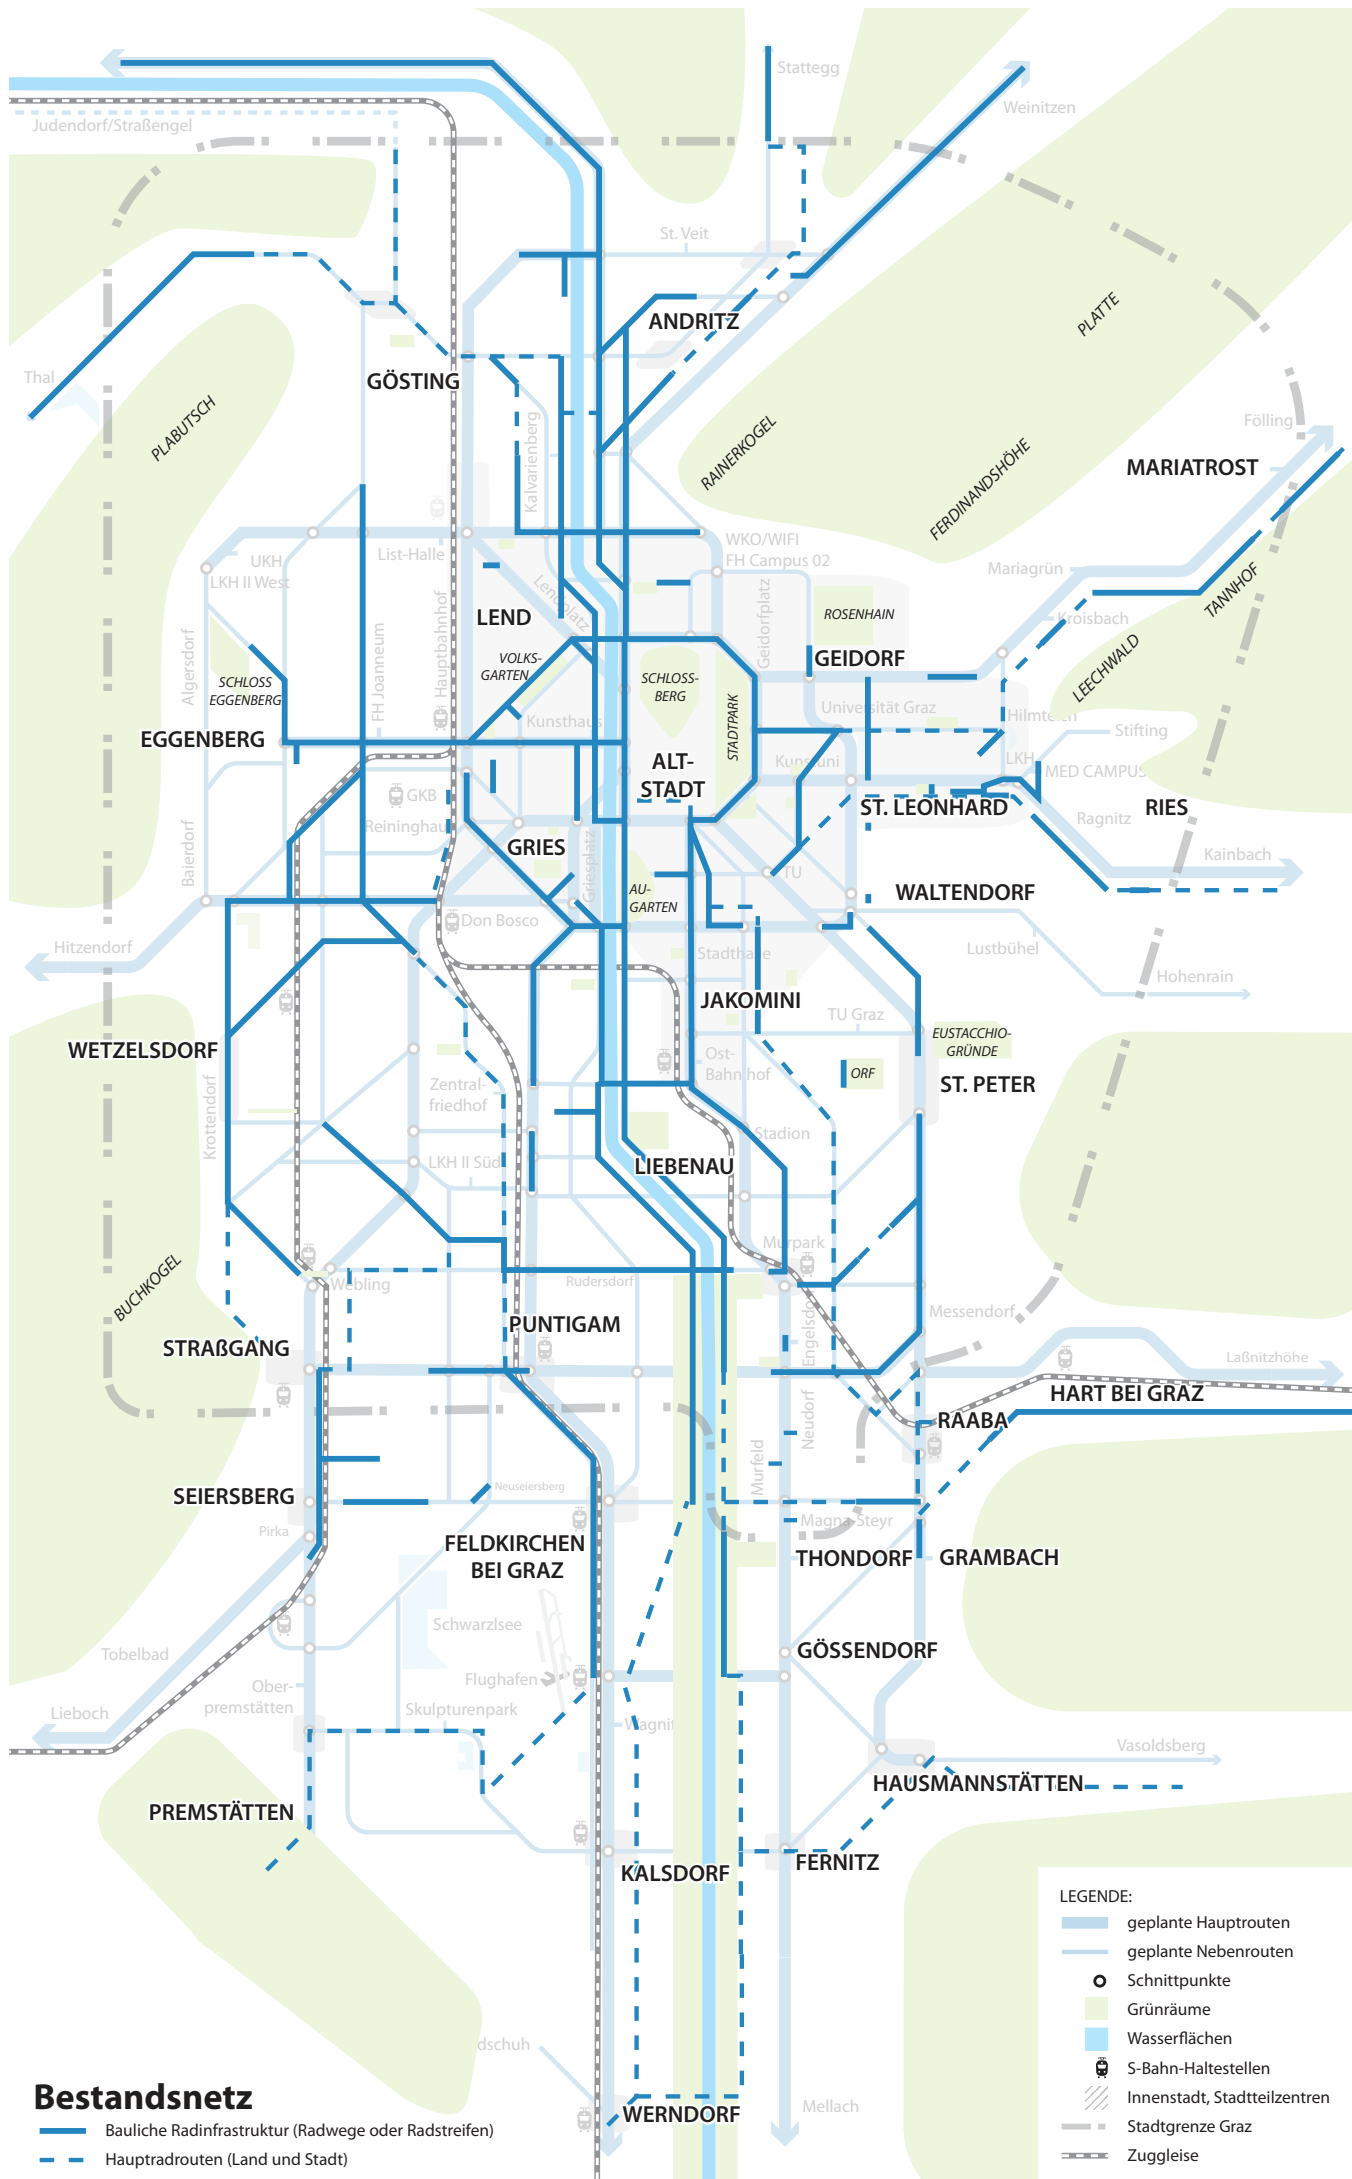 Stattegg
Weinitzen
Judendorf/Straßengel
St. Veit
PLATTE
ANDRITZ
Thal
GÖSTING
PLABUTSCH
Kalvarienberg
RAINERKOGEL
FERDINANDSHÖHE
Fölling
MARIATROST
UKH
LKH II West
List-Halle
WKO/WIFI
FH Campus 02
Mariagrün
TANNHOF
Lendplatz
LEND
Geidorfplatz
ROSENHAIN
Kroisbach
Algersdorf
FH Joanneum
Hauptbahnhof
VOLKS-
GARTEN
SCHLOSS-
BERG
GEIDORF
LEECHWALD
SCHLOSS
EGGENBERG
STADTPARK
Universität Graz
Hilmteich
Kunsthaus
Stifting
EGGENBERG
ALT-
STADT
Kunstuni
LKH
MED CAMPUS
GKB
ST. LEONHARD
RIES
Reininghau
Ragnitz
GRIES
Griesplatz
Baierdorf
Kainbach
TU
AU-
GARTEN
WALTENDORF
Don Bosco
Hitzendorf
Stadthalle
Lustbühel
Hohenrain
JAKOMINI
TU Graz
EUSTACCHIO-
GRÜNDE
WETZELSDORF
Ost-
Bahnhof
ORF
ST. PETER
Zentral-
friedhof
Krottendorf
Stadion
LKH II Süd
LIEBENAU
Murpark
BUCHKOGEL
Webling
Rudersdorf
Engelsdorf
Messendorf
PUNTIGAM
STRAßGANG
Laßnitzhöhe
HART BEI GRAZ
Neudorf
RAABA
Murfeld
SEIERSBERG
Neuseiersberg
Pirka
Magna-Steyr
FELDKIRCHEN
BEI GRAZ
THONDORF
GRAMBACH
Schwarzlsee
Tobelbad
GÖSSENDORF
Flughafen
Ober-
premstätten
Lieboch
Skulpturenpark
Wagnit
Vasoldsberg
HAUSMANNSTÄTTEN
PREMSTÄTTEN
FERNITZ
KALSDORF
LEGENDE:
geplante Hauptrouten
geplante Nebenrouten
Schnittpunkte
Grünräume
Wasserflächen
S-Bahn-Haltestellen
Innenstadt, Stadtteilzentren
Stadtgrenze Graz
Zuggleise
dschuh
Mellach
WERNDORF
Bestandsnetz
Bauliche Radinfrastruktur (Radwege oder Radstreifen)
Hauptradrouten (Land und Stadt)